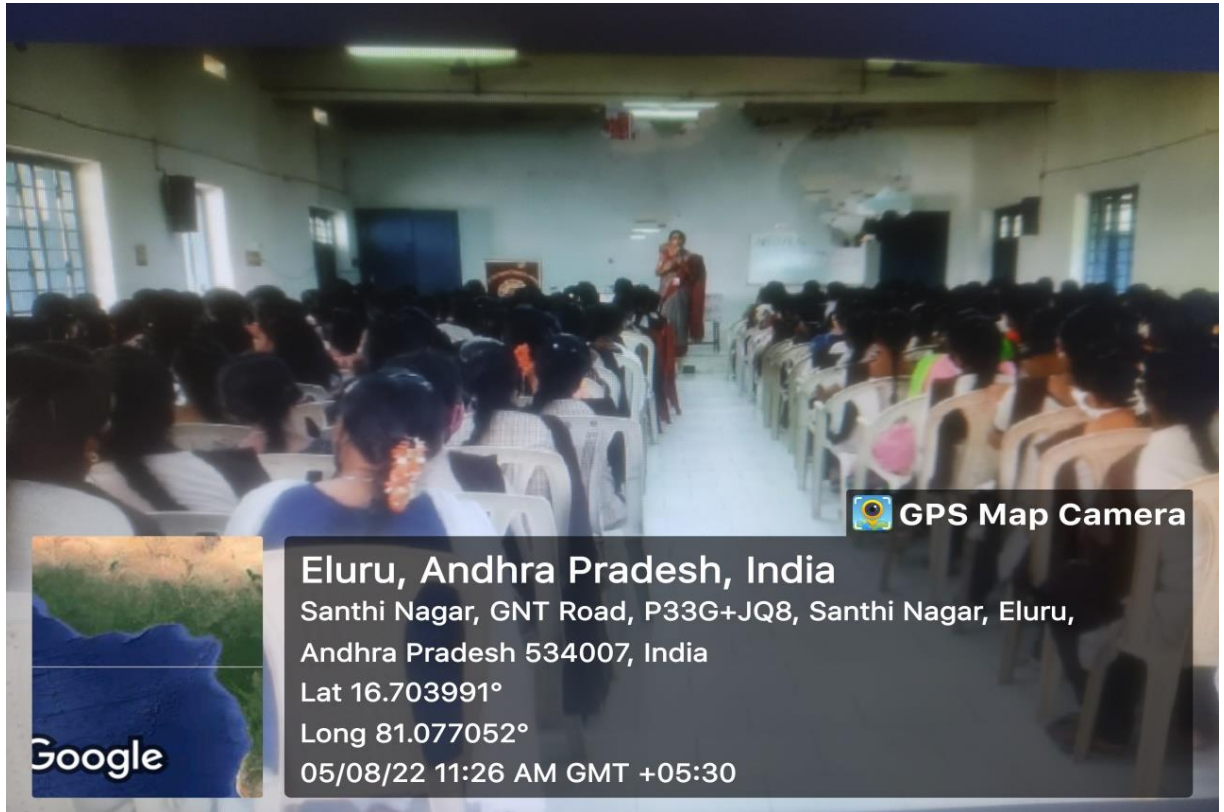 GPS Map Camera
Eluru, Andhra Pradesh, India
Santhi Nagar, GNT Road, P33G+JQ8, Santhi Nagar, Eluru,
Andhra Pradesh 534007, India
Lat 16.703991°
Long 81.077052°
05/08/22 11:26 AM GMT +05:30
Google